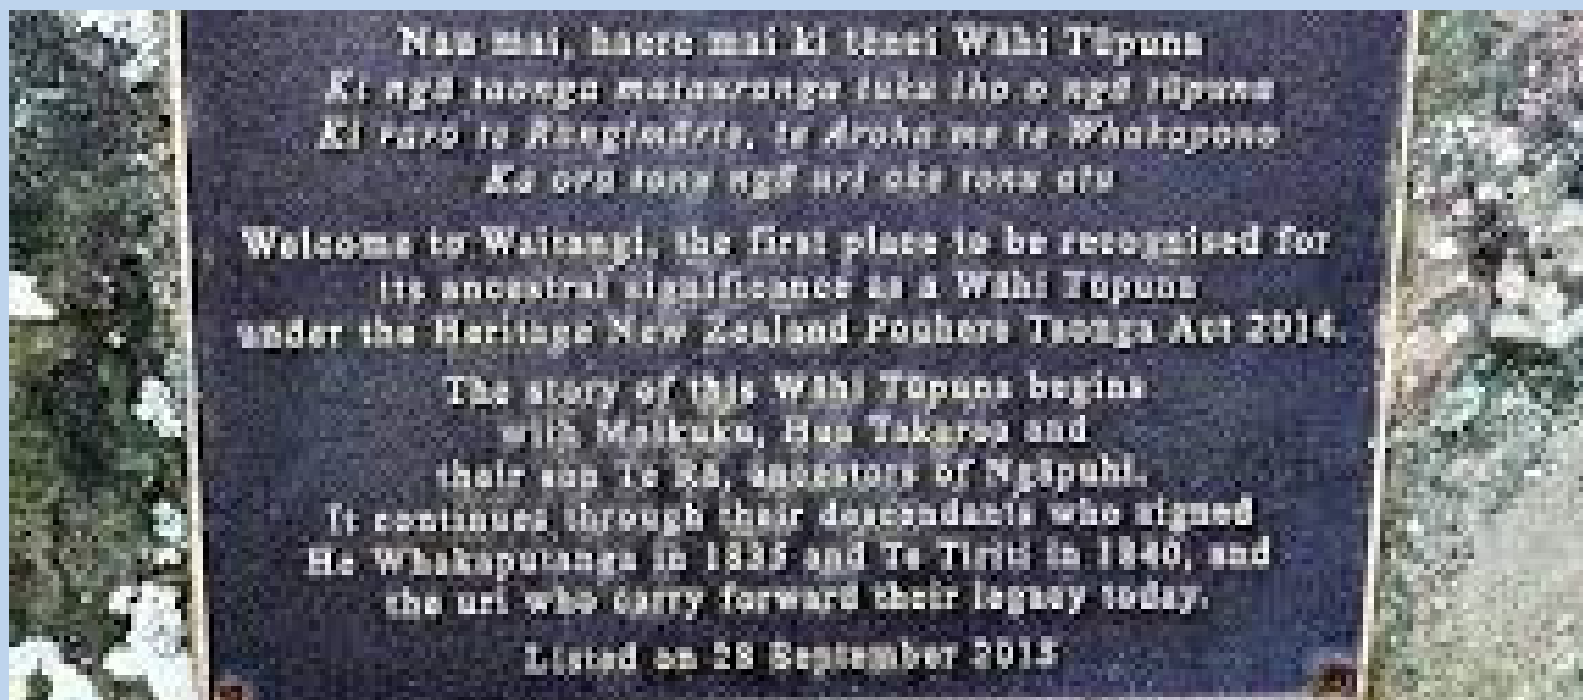 Nau mai, haere mai ki tēnei Wāhi Tūpuna
Ki ngā taonga matauranga tuku iho o ngā tūpuna
Ki raro te Rangimārie, te Aroha me te Whakapono
Ka ora tonu ngā uri ake tonu atu
Welcome to Waitangi, the first place to be recognised for
its ancestral significance as a Wāhi Tūpuna
under the Heritage New Zealand Pouhere Taonga Act 2014.
The story of this Wāhi Tūpuna begins
with Maikuku, Hua Takaroa and
their son Te Rā, ancestors of Ngāpuhi.
It continues through their descendants who signed
He Whakaputanga in 1835 and Te Tiriti in 1840, and
the uri who carry forward their legacy today.
Listed on 28 September 2015